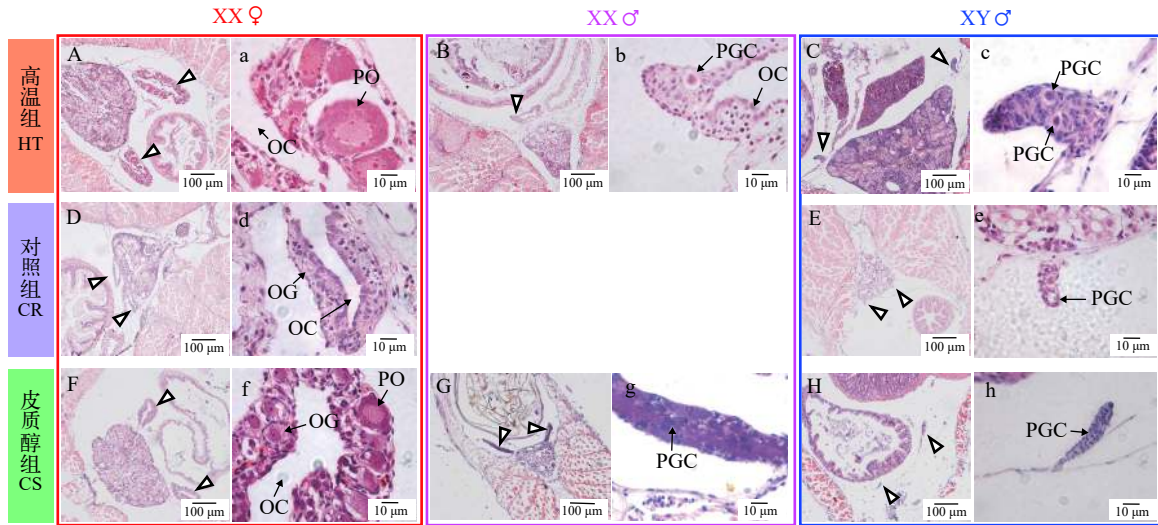 XX♀
XX♂
XY♂
高温组
HT
A
100 μm
a
PO
OC
10 μm
B
100 μm
b
PGC
OC
10 μm
C
100 μm
c
PGC
PGC
10 μm
对照组
CR
D
100 μm
d
OG
OC
10 μm
E
100 μm
e
PGC
10 μm
皮质醇组
CS
F
100 μm
f
PO
OG
OC
10 μm
G
100 μm
g
PGC
10 μm
H
100 μm
h
PGC
10 μm